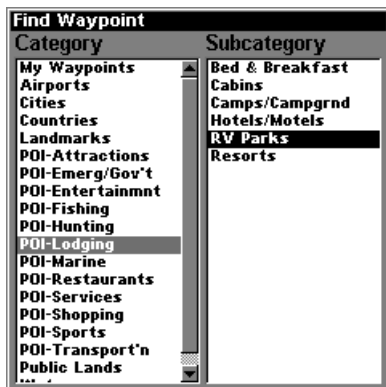 Find Waypoint
Category
Subcategory
My Waypoints
Airports
Cities
Countries
Landmarks
POI-Attractions
POI-Emerg/Gov't
POI-Entertainmnt
POI-Fishing
POI-Hunting
POI-Lodging
POI-Marine
POI-Restaurants
POI-Services
POI-Shopping
POI-Sports
POI-Transport'n
Public Lands
Bed & Breakfast
Cabins
Camps/Campgrnd
Hotels/Motels
RV Parks
Resorts